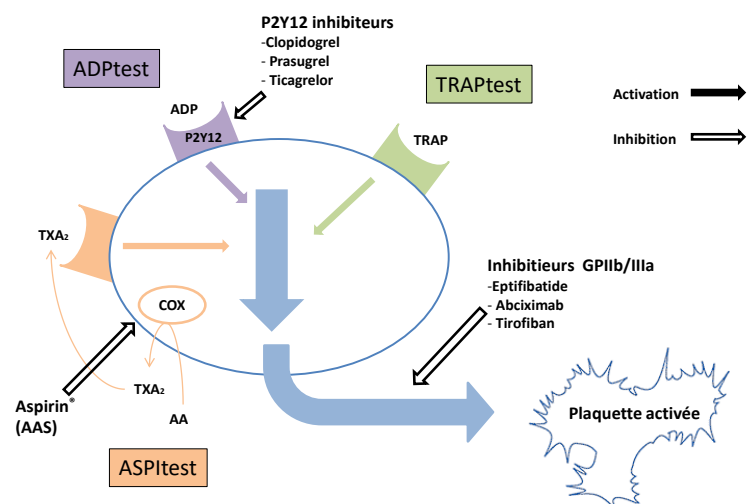 P2Y12 inhibiteurs
-Clopidogrel
- Prasugrel
- Ticagrelor
ADPtest
TRAPtest
Activation
Inhibition
ADP
P2Y12
TRAP
TXA2
COX
Inhibitieurs GPIIb/IIIa
-Eptifibatide
- Abciximab
- Tirofiban
TXA2
AA
Aspirin®
(AAS)
ASPItest
Plaquette activée